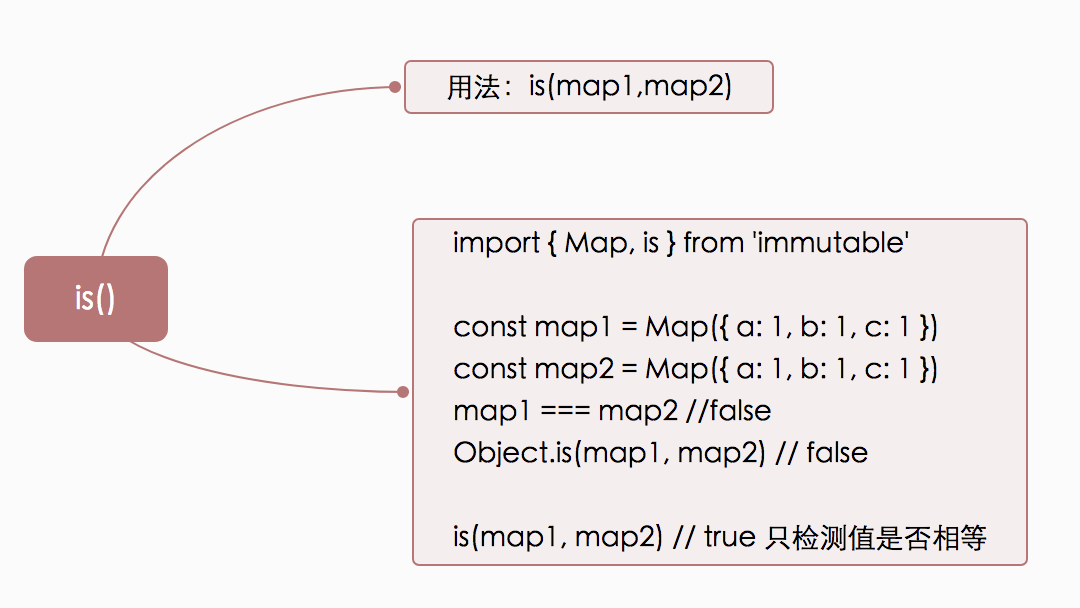 用法：is(map1,map2)
is()
import { Map, is } from 'immutable'
const map1 = Map({ a: 1, b: 1, c: 1 })
const map2 = Map({ a: 1, b: 1, c: 1 })
map1 === map2 //false
Object.is(map1, map2) // false
is(map1, map2) // true 只检测值是否相等